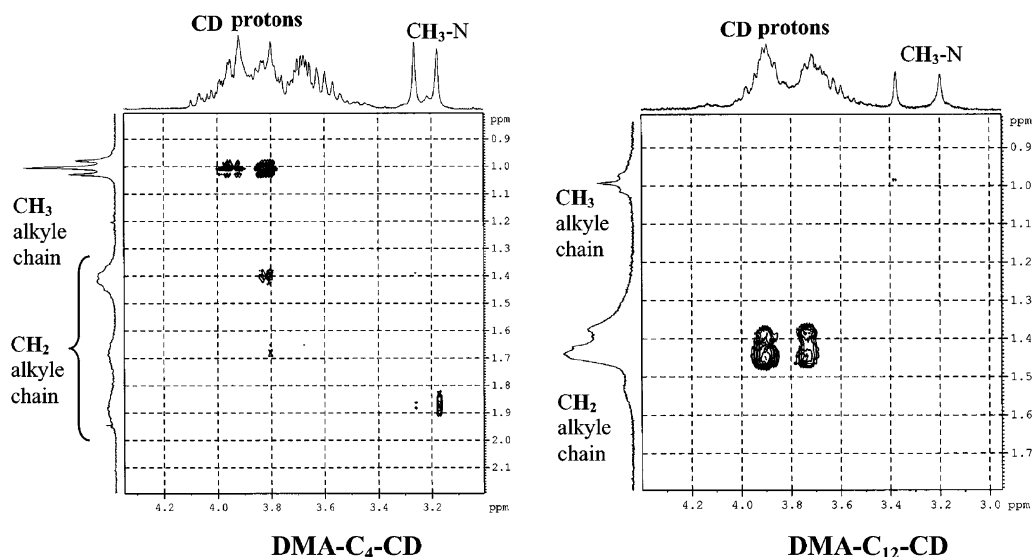 CD protons
CH3-N
ppm
0.9
1.0
1.1
1.2
1.3
1.4
1.5
1.6
1.7
1.8
1.9
2.0
2.1
4.2 4.0 3.8 3.6 3.4 3.2 ppm
CH3
alkyle
chain
CH2
alkyle
chain
DMA-C4-CD
CD protons
CH3-N
ppm
0.9
1.0
1.1
1.2
1.3
1.4
1.5
1.6
1.7
4.2 4.0 3.8 3.6 3.4 3.2 3.0 ppm
CH3
alkyle
chain
CH2
alkyle
chain
DMA-C12-CD